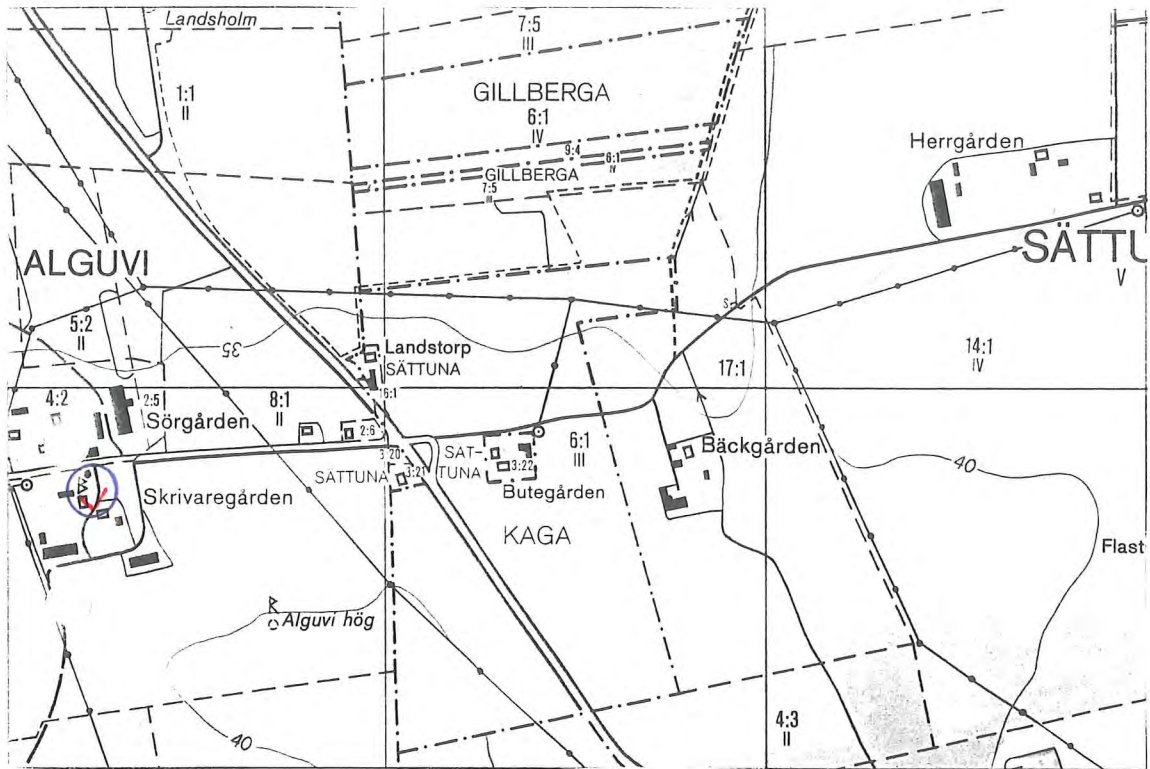 Landsholm
7:5
III
1:1
II
GILLBERGA
6:1
IV
9:4
6:1
IV
GILLBERGA
7:5
III
Herrgården
ALGUVI
SÄTTU
V
5:2
II
S
35
Landstorp
SÄTTUNA
14:1
IV
17:1
4:2
2:5
8:1
II
16:1
Sörgården
2:6
3:20
SÄTTUNA
3:21
SÄT-
TUNA
3:22
6:1
III
Bäckgården
40
Skrivaregården
Butegården
KAGA
Flast
R
Alguvi hög
40
4:3
II